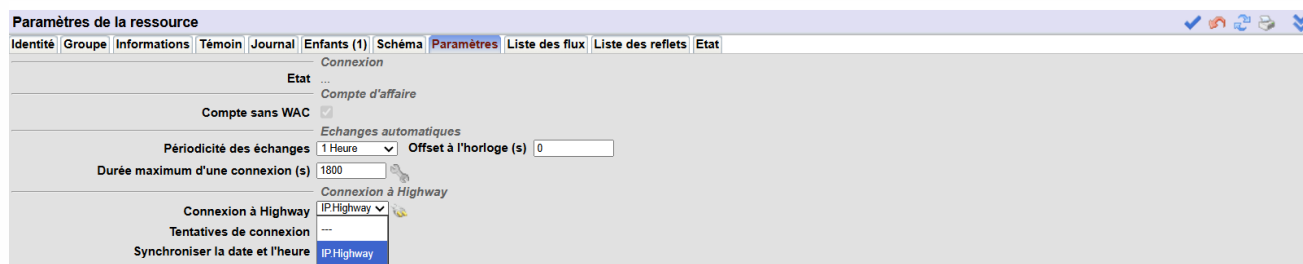 Paramètres de la ressource
Identité Groupe Informations Témoin Journal Enfants (1) Schéma Paramètres Liste des flux Liste des reflets Etat
Connexion
Etat ...
Compte d'affaire
Compte sans WAC
Echanges automatiques
Périodicité des échanges 1 Heure Offset à l'horloge (s) 0
Durée maximum d'une connexion (s) 1800
Connexion à Highway
Connexion à Highway IP.Highway
Tentatives de connexion ---
Synchroniser la date et l'heure IP.Highway